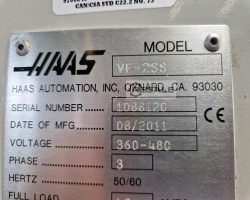 CAN/CSA STD C22.2 NO. 73
HAAS
MODEL
VF-2SS
HAAS AUTOMATION, INC, OXNARD, CA. 93030
SERIAL NUMBER
DATE OF MFG 08/2011
VOLTAGE 360-480
PHASE 3
HERTZ 50/60
FULL LOAD